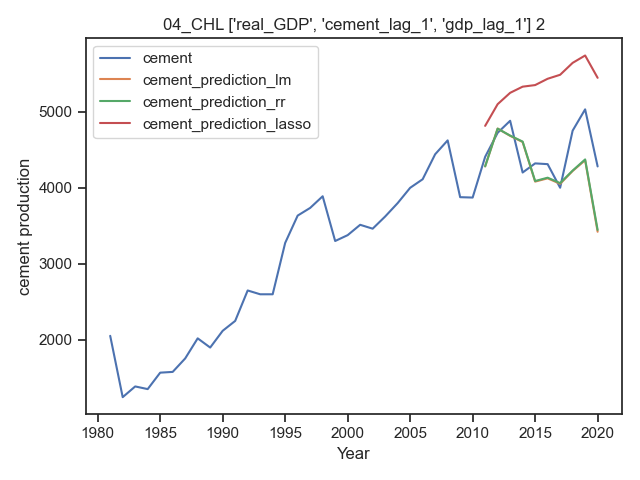 04_CHL ['real_GDP', 'cement_lag_1', 'gdp_lag_1'] 2
cement
cement_prediction_lm
cement_prediction_rr
cement_prediction_lasso
cement production
5000
4000
3000
2000
1980 1985 1990 1995 2000 2005 2010 2015 2020
Year